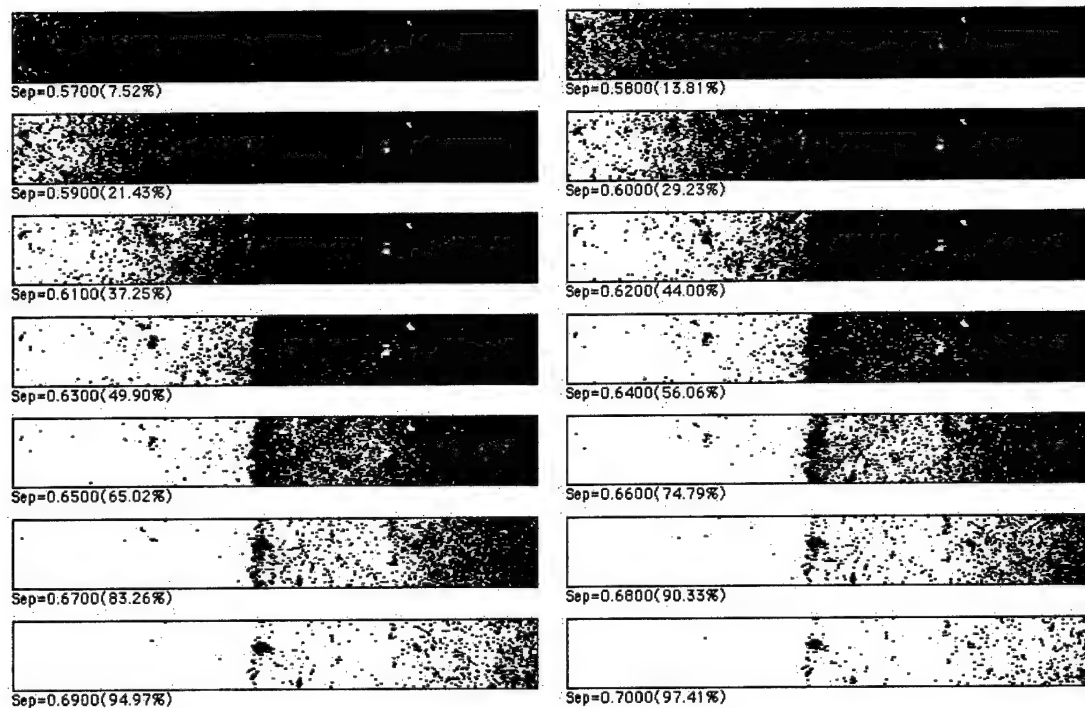 Sep=0.5700(7.52%)
Sep=0.5800(13.81%)
Sep=0.5900(21.43%)
Sep=0.6000(29.23%)
Sep=0.6100(37.25%)
Sep=0.6200(44.00%)
Sep=0.6300(49.90%)
Sep=0.6400(56.06%)
Sep=0.6500(65.02%)
Sep=0.6600(74.79%)
Sep=0.6700(83.26%)
Sep=0.6800(90.33%)
Sep=0.6900(94.97%)
Sep=0.7000(97.41%)